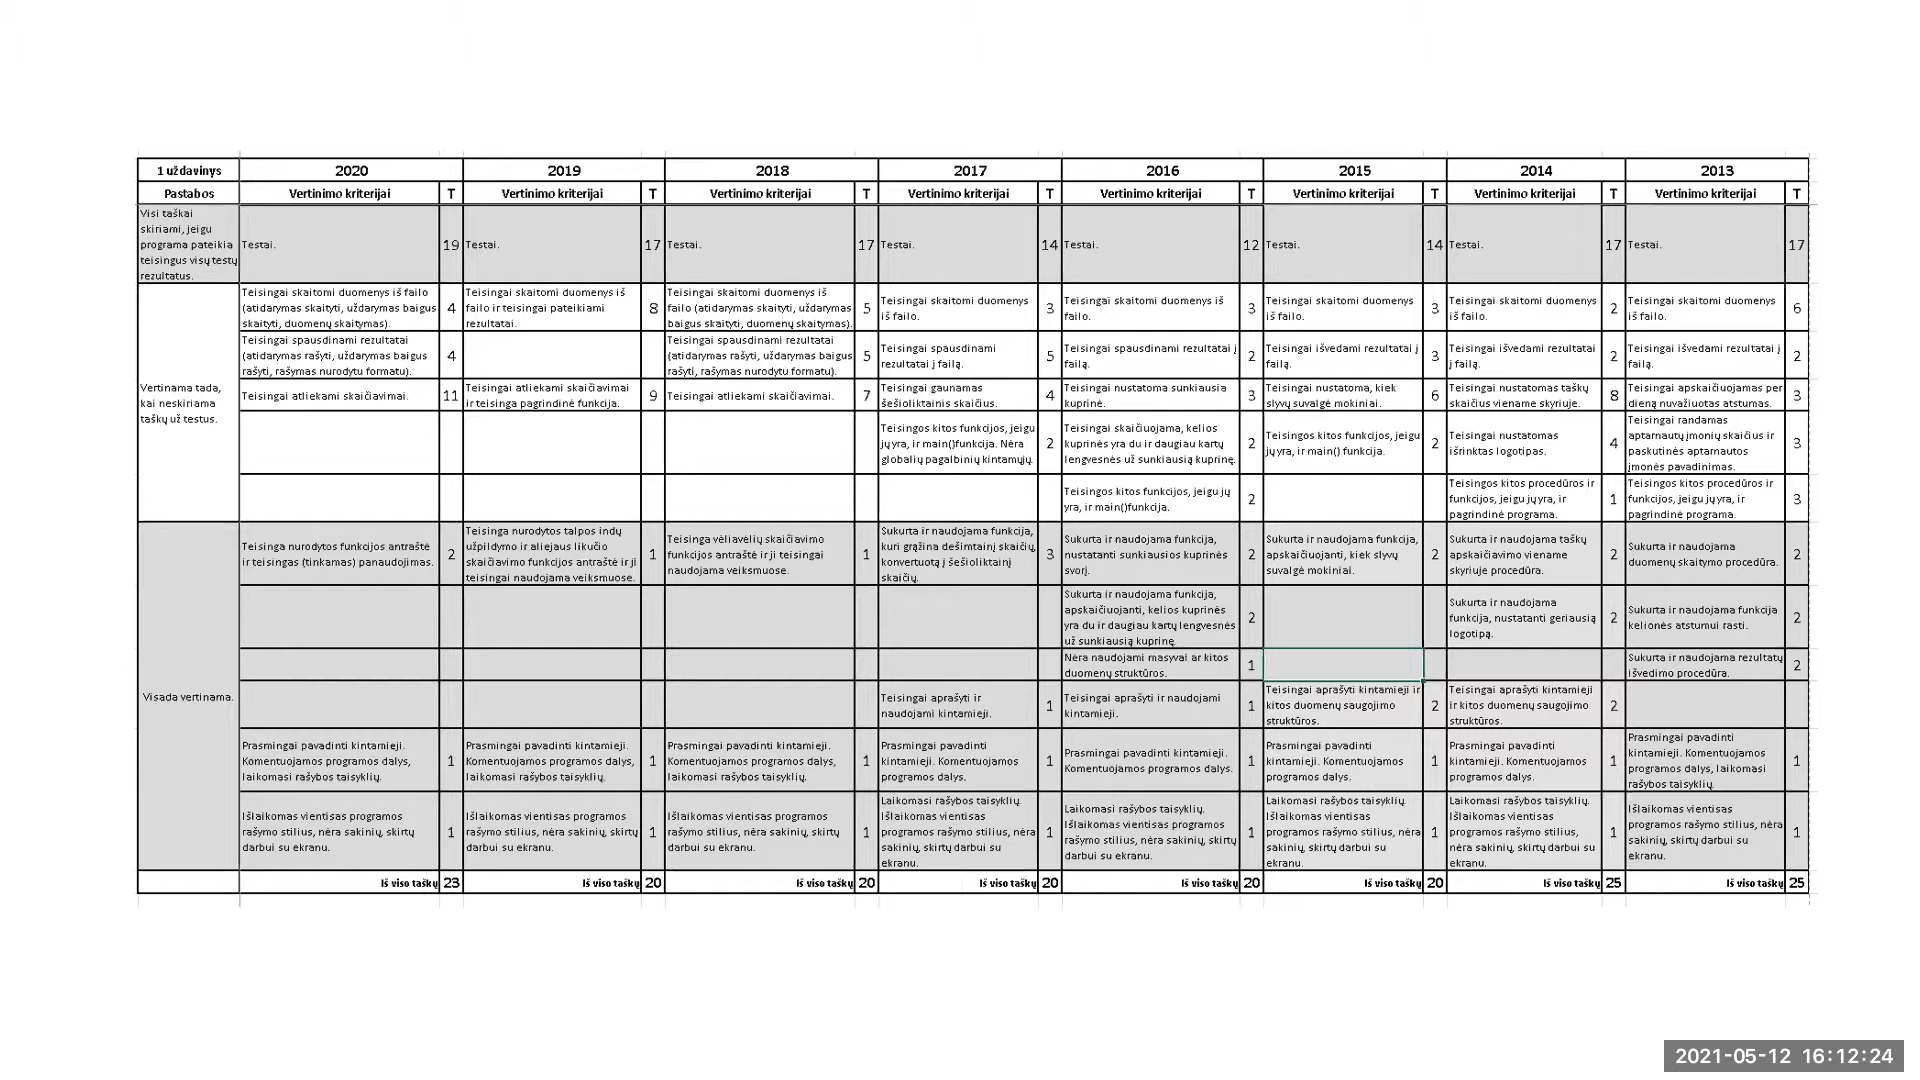 1 uždavinys 2020 2019 2018 2017 2016 2015 2014 2013
Pastabos Vertinimo kriterijai T Vertinimo kriterijai T Vertinimo kriterijai T Vertinimo kriterijai T Vertinimo kriterijai T Vertinimo kriterijai T Vertinimo kriterijai T Vertinimo kriterijai T
Visi taškai
skiriami, jeigu
programa pateikia
teisingus visų testų
rezultatus.
Testai. 19 Testai. 17 Testai. 17 Testai. 14 Testai. 12 Testai. 14 Testai. 17 Testai. 17
Vertinama tada,
kai neskiriama
taškų už testus.
Teisingai skaitomi duomenys iš failo
(atidarymas skaityti, uždarymas baigus
skaityti, duomenų skaitymas).
4
Teisingai skaitomi duomenys iš
failo ir teisingai pateikiami
rezultatai.
8
Teisingai skaitomi duomenys iš
failo (atidarymas skaityti, uždarymas
baigus skaityti, duomenų skaitymas).
5
Teisingai skaitomi duomenys
iš failo.
3
Teisingai skaitomi duomenys iš
failo.
3
Teisingai skaitomi duomenys
iš failo.
3
Teisingai skaitomi duomenys
iš failo.
2
Teisingai skaitomi duomenys
iš failo.
6
Teisingai spausdinami rezultatai
(atidarymas rašyti, uždarymas baigus
rašyti, rašymas nurodytu formatu).
4
Teisingai spausdinami rezultatai
(atidarymas rašyti, uždarymas baigus
rašyti, rašymas nurodytu formatu).
5
Teisingai spausdinami
rezultatai į failą.
5
Teisingai spausdinami rezultatai į
failą.
2
Teisingai išvedami rezultatai į
failą.
3
Teisingai išvedami rezultatai
į failą.
2
Teisingai išvedami rezultatai į
failą.
2
Teisingai atliekami skaičiavimai.
11
Teisingai atliekami skaičiavimai
ir teisinga pagrindinė funkcija.
9
Teisingai atliekami skaičiavimai.
7
Teisingai gaunamas
šešioliktainis skaičius.
4
Teisingai nustatoma sunkiausia
kuprinė.
3
Teisingai nustatoma, kiek
slyvų suvalgė mokiniai.
6
Teisingai nustatomas taškų
skaičius viename skyriuje.
8
Teisingai apskaičiuojamas per
dieną nuvažiuotas atstumas.
3
Teisingos kitos funkcijos, jeigu
jų yra, ir main()funkcija. Nėra
globalių pagalbinių kintamųjų.
2
Teisingai skaičiuojama, kelios
kuprinės yra du ir daugiau kartų
lengvesnės už sunkiausią kuprinę.
2
Teisingos kitos funkcijos, jeigu
jų yra, ir main() funkcija.
2
Teisingai nustatomas
išrinktas logotipas.
4
Teisingai randamas
aptarnautų įmonių skaičius ir
paskutinės aptarnautos
įmonės pavadinimas.
3
Teisingos kitos funkcijos, jeigu jų
yra, ir main()funkcija.
2
Teisingos kitos procedūros ir
funkcijos, jeigu jų yra, ir
pagrindinė programa.
1
Teisingos kitos procedūros ir
funkcijos, jeigu jų yra, ir
pagrindinė programa.
3
Visada vertinama.
Teisinga nurodytos funkcijos antraštė
ir teisingas (tinkamas) panaudojimas.
2
Teisinga nurodytos talpos indų
užpildymo ir aliejaus likučio
skaičiavimo funkcijos antraštė ir ji
teisingai naudojama veiksmuose.
1
Teisinga vėliavėlių skaičiavimo
funkcijos antraštė ir ji teisingai
naudojama veiksmuose.
1
Sukurta ir naudojama funkcija,
kuri grąžina dešimtainį skaičių,
konvertuotą į šešioliktainį
skaičių.
3
Sukurta ir naudojama funkcija,
nustatanti sunkiausios kuprinės
svorį.
2
Sukurta ir naudojama funkcija,
apskaičiuojanti, kiek slyvų
suvalgė mokiniai.
2
Sukurta ir naudojama taškų
apskaičiavimo viename
skyriuje procedūra.
2
Sukurta ir naudojama
duomenų skaitymo procedūra.
2
Sukurta ir naudojama funkcija,
apskaičiuojanti, kelios kuprinės
yra du ir daugiau kartų lengvesnės
už sunkiausią kuprinę.
2
Sukurta ir naudojama
funkcija, nustatanti geriausią
logotipą.
2
Sukurta ir naudojama funkcija
kelionės atstumui rasti.
2
Nėra naudojami masyvai ar kitos
duomenų struktūros.
1
Sukurta ir naudojama rezultatų
išvedimo procedūra.
2
Teisingai aprašyti ir
naudojami kintamieji.
1
Teisingai aprašyti ir naudojami
kintamieji.
1
Teisingai aprašyti kintamieji ir
kitos duomenų saugojimo
struktūros.
2
Teisingai aprašyti kintamieji
ir kitos duomenų saugojimo
struktūros.
2
Prasmingai pavadinti kintamieji.
Komentuojamos programos dalys,
laikomasi rašybos taisyklių.
1
Prasmingai pavadinti kintamieji.
Komentuojamos programos dalys,
laikomasi rašybos taisyklių.
1
Prasmingai pavadinti kintamieji.
Komentuojamos programos dalys,
laikomasi rašybos taisyklių.
1
Prasmingai pavadinti
kintamieji. Komentuojamos
programos dalys.
1
Prasmingai pavadinti kintamieji.
Komentuojamos programos dalys.
1
Prasmingai pavadinti
kintamieji. Komentuojamos
programos dalys.
1
Prasmingai pavadinti
kintamieji. Komentuojamos
programos dalys.
1
Prasmingai pavadinti
kintamieji. Komentuojamos
programos dalys, laikomasi
rašybos taisyklių.
1
Išlaikomas vientisas programos
rašymo stilius, nėra sakinių, skirtų
darbui su ekranu.
1
Išlaikomas vientisas programos
rašymo stilius, nėra sakinių, skirtų
darbui su ekranu.
1
Išlaikomas vientisas programos
rašymo stilius, nėra sakinių, skirtų
darbui su ekranu.
1
Laikomasi rašybos taisyklių.
Išlaikomas vientisas
programos rašymo stilius, nėra
sakinių, skirtų darbui su
ekranu.
1
Laikomasi rašybos taisyklių.
Išlaikomas vientisas programos
rašymo stilius, nėra sakinių, skirtų
darbui su ekranu.
1
Laikomasi rašybos taisyklių.
Išlaikomas vientisas
programos rašymo stilius, nėra
sakinių, skirtų darbui su
ekranu.
1
Laikomasi rašybos taisyklių.
Išlaikomas vientisas
programos rašymo stilius,
nėra sakinių, skirtų darbui su
ekranu.
1
Išlaikomas vientisas
programos rašymo stilius, nėra
sakinių, skirtų darbui su
ekranu.
1
Iš viso taškų 23 Iš viso taškų 20 Iš viso taškų 20 Iš viso taškų 20 Iš viso taškų 20 Iš viso taškų 20 Iš viso taškų 25 Iš viso taškų 25
2021-05-12 16:12:24